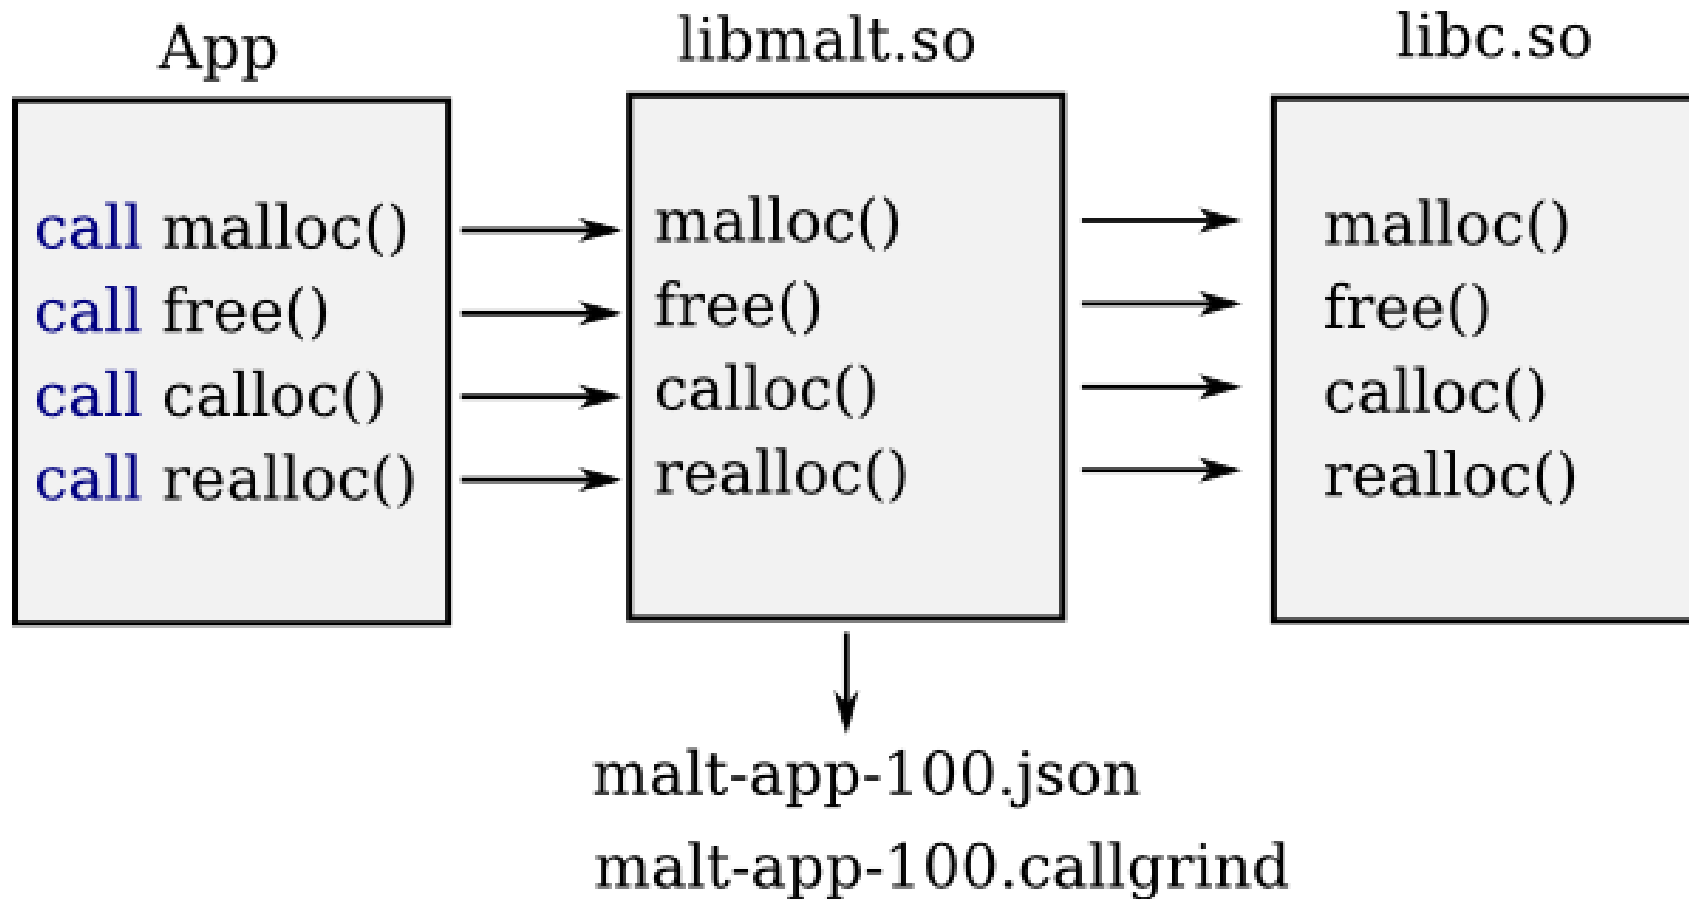 App
call malloc()
call free()
call calloc()
call realloc()
libmalt.so
malloc()
free()
calloc()
realloc()
libc.so
malloc()
free()
calloc()
realloc()
malt-app-100.json
malt-app-100.callgrind